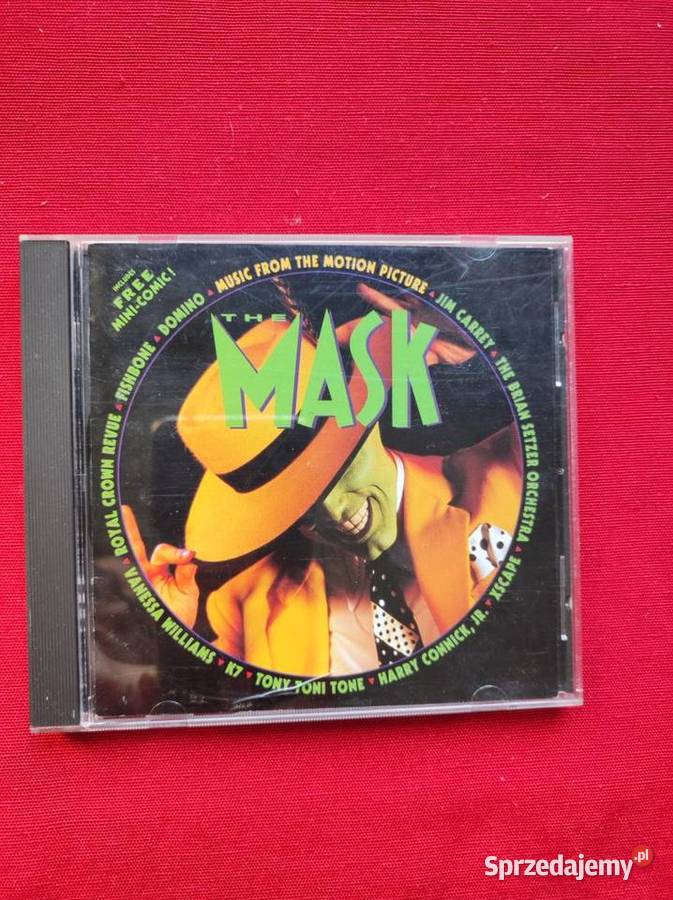 INCLUDES
FREE
MINI-COMIC!
MUSIC FROM THE MOTION PICTURE ▲ JIM CARREY ▲ THE BRIAN SETZER ORCHESTRA ▲ XSCAPE ▼ HARRY CONNICK, JR. ▼ TONY TONI TONE ▼ K7 ▼ VANESSA WILLIAMS ▼ ROYAL CROWN REVUE ▲ FISHBONE ▲ DOMINO ▲
THE
MASK
Sprzedajemy.pl